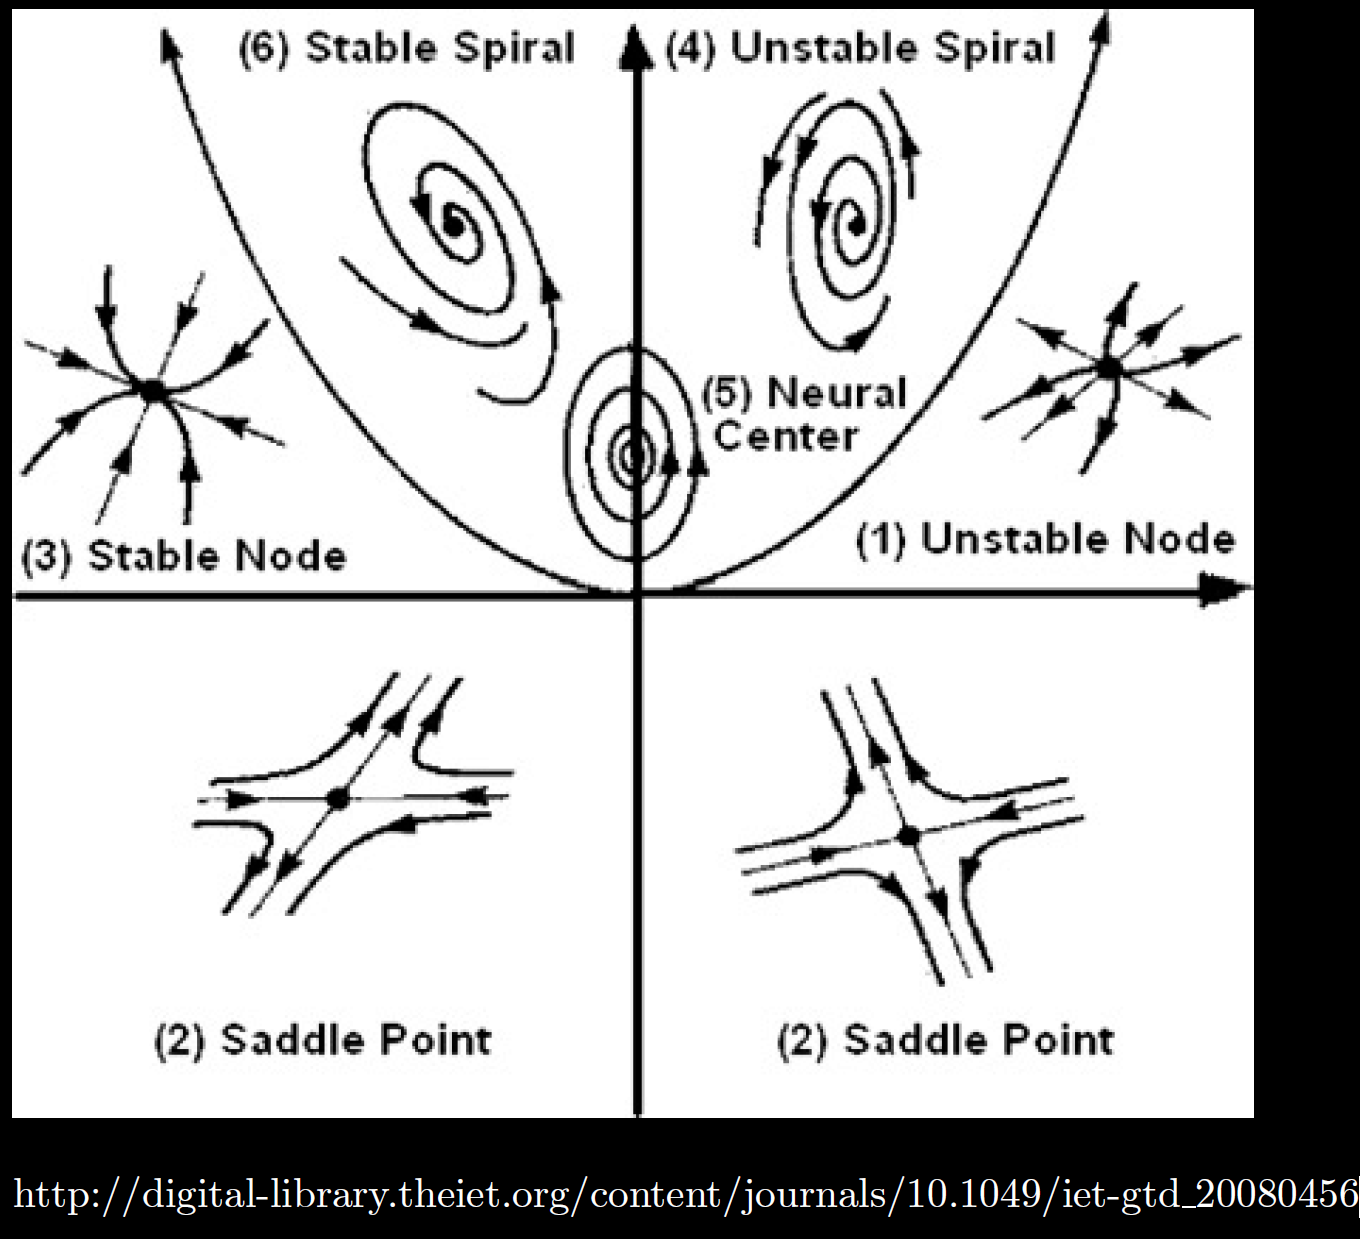 (6) Stable Spiral
(4) Unstable Spiral
(5) Neural
Center
(3) Stable Node
(1) Unstable Node
(2) Saddle Point
(2) Saddle Point
http://digital-library.theiet.org/content/journals/10.1049/iet-gtd_20080456